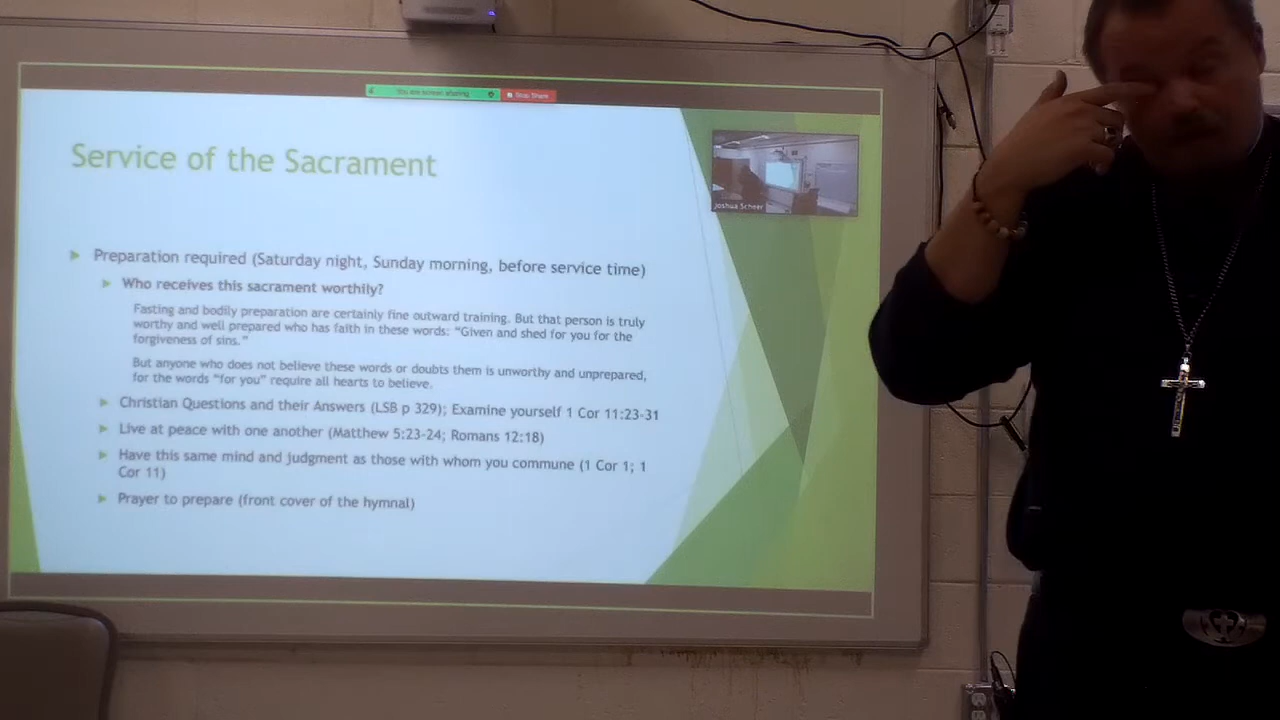 You are screen sharing Stop Share
Service of the Sacrament
Joshua Scheer
Preparation required (Saturday night, Sunday morning, before service time)
Who receives this sacrament worthily?
Fasting and bodily preparation are certainly fine outward training. But that person is truly
worthy and well prepared who has faith in these words: “Given and shed for you for the
forgiveness of sins.”
But anyone who does not believe these words or doubts them is unworthy and unprepared,
for the words “for you” require all hearts to believe.
Christian Questions and their Answers (LSB p 329); Examine yourself 1 Cor 11:23-31
Live at peace with one another (Matthew 5:23-24; Romans 12:18)
Have this same mind and judgment as those with whom you commune (1 Cor 1; 1
Cor 11)
Prayer to prepare (front cover of the hymnal)